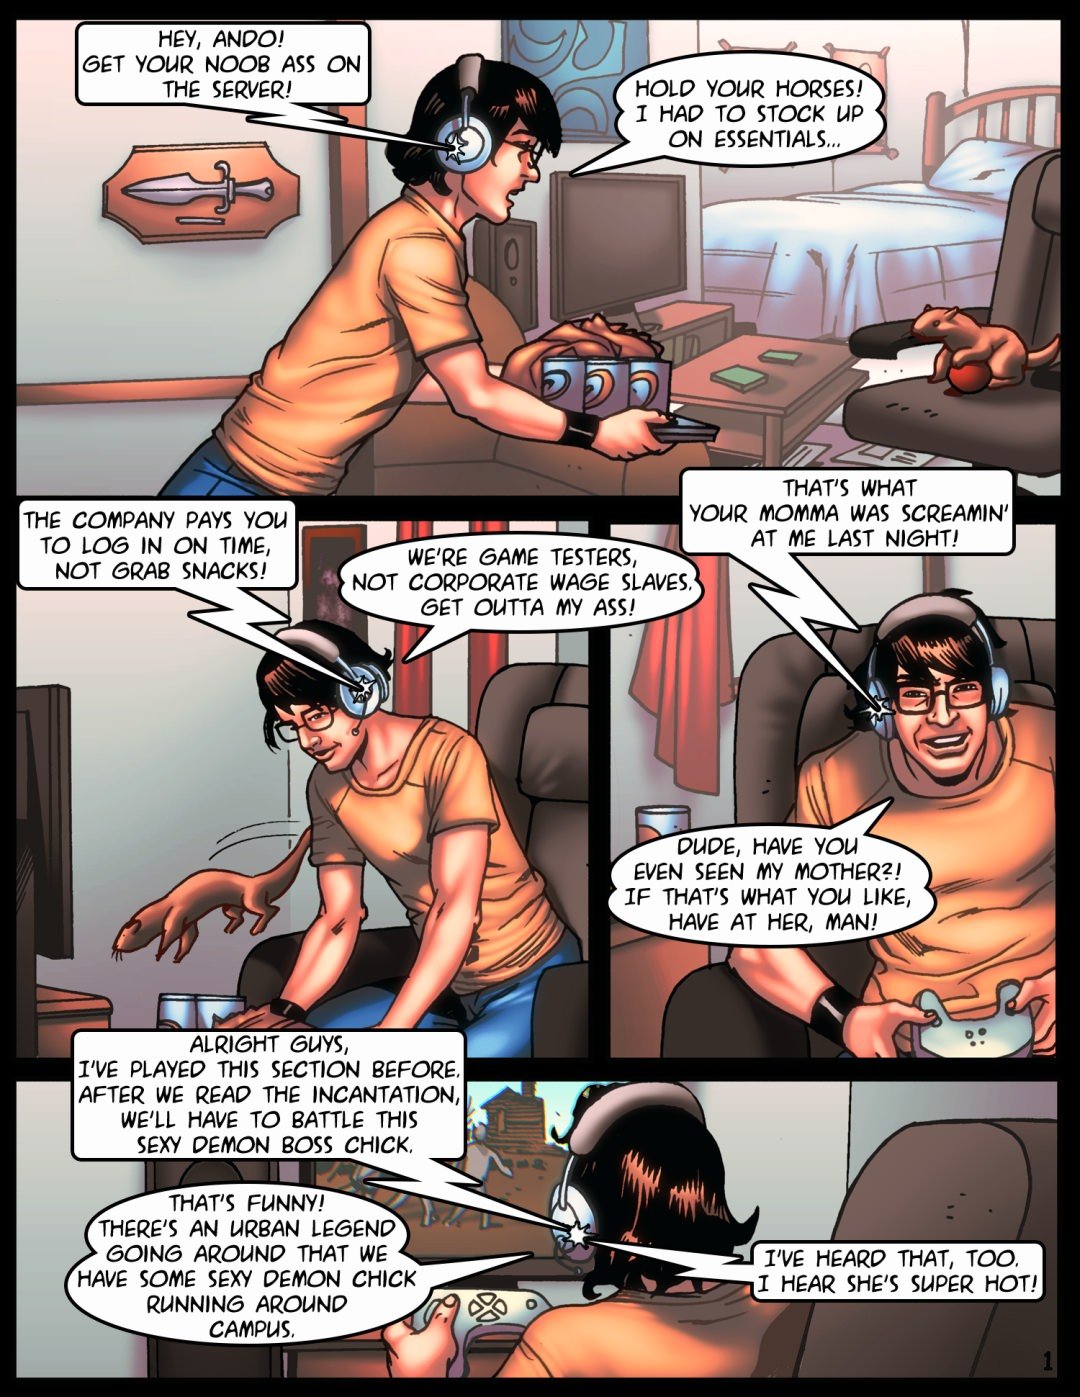 HEY, ANDO!
GET YOUR NOOB ASS ON
THE SERVER!
HOLD YOUR HORSES!
I HAD TO STOCK UP
ON ESSENTIALS...
THE COMPANY PAYS YOU
TO LOG IN ON TIME,
NOT GRAB SNACKS!
WE'RE GAME TESTERS,
NOT CORPORATE WAGE SLAVES.
GET OUTTA MY ASS!
THAT'S WHAT
YOUR MOMMA WAS SCREAMIN'
AT ME LAST NIGHT!
DUDE, HAVE YOU
EVEN SEEN MY MOTHER?!
IF THAT'S WHAT YOU LIKE,
HAVE AT HER, MAN!
ALRIGHT GUYS,
I'VE PLAYED THIS SECTION BEFORE.
AFTER WE READ THE INCANTATION,
WE'LL HAVE TO BATTLE THIS
SEXY DEMON BOSS CHICK.
THAT'S FUNNY!
THERE'S AN URBAN LEGEND
GOING AROUND THAT WE
HAVE SOME SEXY DEMON CHICK
RUNNING AROUND
CAMPUS.
I'VE HEARD THAT, TOO.
I HEAR SHE'S SUPER HOT!
1